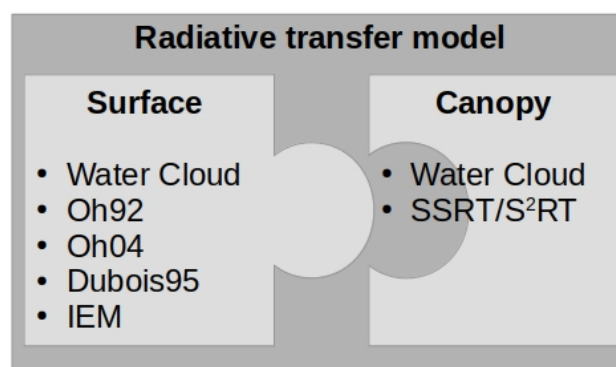 Radiative transfer model
Surface
• Water Cloud
• Oh92
• Oh04
• Dubois95
• IEM
Canopy
• Water Cloud
• SSRT/S²RT